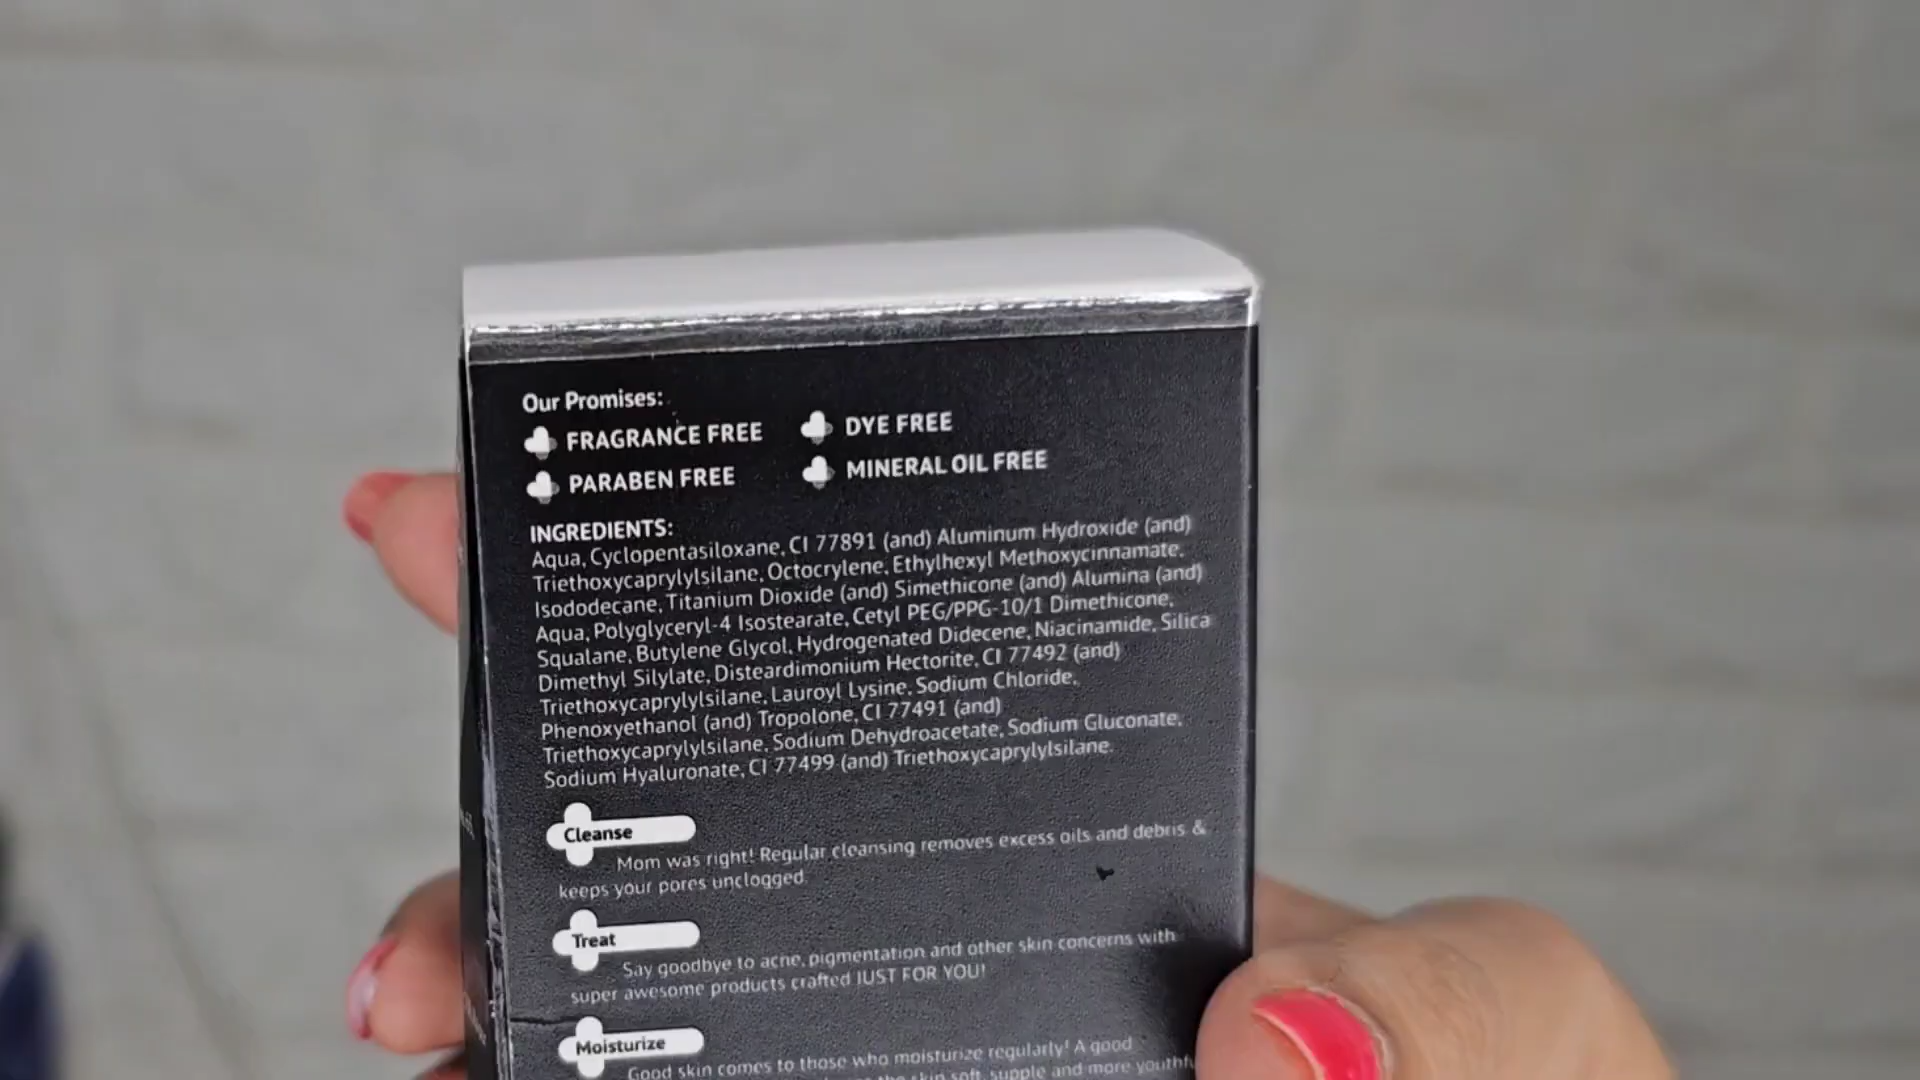 Our Promises:
FRAGRANCE FREE DYE FREE
PARABEN FREE MINERAL OIL FREE
INGREDIENTS:
Aqua, Cyclopentasiloxane, CI 77891 (and) Aluminum Hydroxide (and)
Triethoxycaprylylsilane, Octocrylene, Ethylhexyl Methoxycinnamate,
Isododecane, Titanium Dioxide (and) Simethicone (and) Alumina (and)
Aqua, Polyglyceryl-4 Isostearate, Cetyl PEG/PPG-10/1 Dimethicone,
Squalane, Butylene Glycol, Hydrogenated Didecene, Niacinamide, Silica
Dimethyl Silylate, Disteardimonium Hectorite, CI 77492 (and)
Triethoxycaprylylsilane, Lauroyl Lysine, Sodium Chloride,
Phenoxyethanol (and) Tropolone, CI 77491 (and)
Triethoxycaprylylsilane, Sodium Dehydroacetate, Sodium Gluconate,
Sodium Hyaluronate, CI 77499 (and) Triethoxycaprylylsilane.
Cleanse
Mom was right! Regular cleansing removes excess oils and debris &
keeps your pores unclogged.
Treat
Say goodbye to acne, pigmentation and other skin concerns with
super awesome products crafted JUST FOR YOU!
Moisturize
Good skin comes to those who moisturize regularly! A good
the skin soft, supple and more